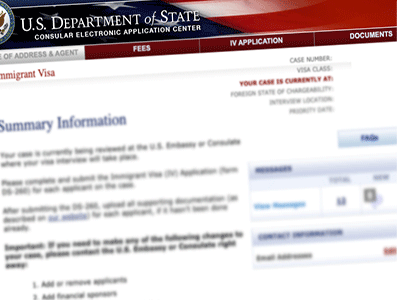 U.S. DEPARTMENT of STATE
CONSULAR ELECTRONIC APPLICATION CENTER
E OF ADDRESS & AGENT FEES IV APPLICATION DOCUMENTS
mmigrant Visa
CASE NUMBER:
VISA CLASS:
YOUR CASE IS CURRENTLY AT:
FOREIGN STATE OF CHARGEABILITY:
INTERVIEW LOCATION:
PRIORITY DATE:
Summary Information
FAQs
Your case is currently being reviewed at the U.S. Embassy or Consulate
where your visa interview will take place.
Please complete and submit the Immigrant Visa (IV) Application (form
DS-260) for each applicant on the case.
After submitting the DS-260, upload all supporting documentation (as
described on our website) for each applicant, if it hasn't been done
already.
Important: If you need to make any of the following changes to
your case, please contact the U.S. Embassy or Consulate right
away:
1. Add or remove applicants
2. Add financial sponsors
MESSAGES
TOTAL NEW
View Messages 12
CONTACT INFORMATION
Email Addresses